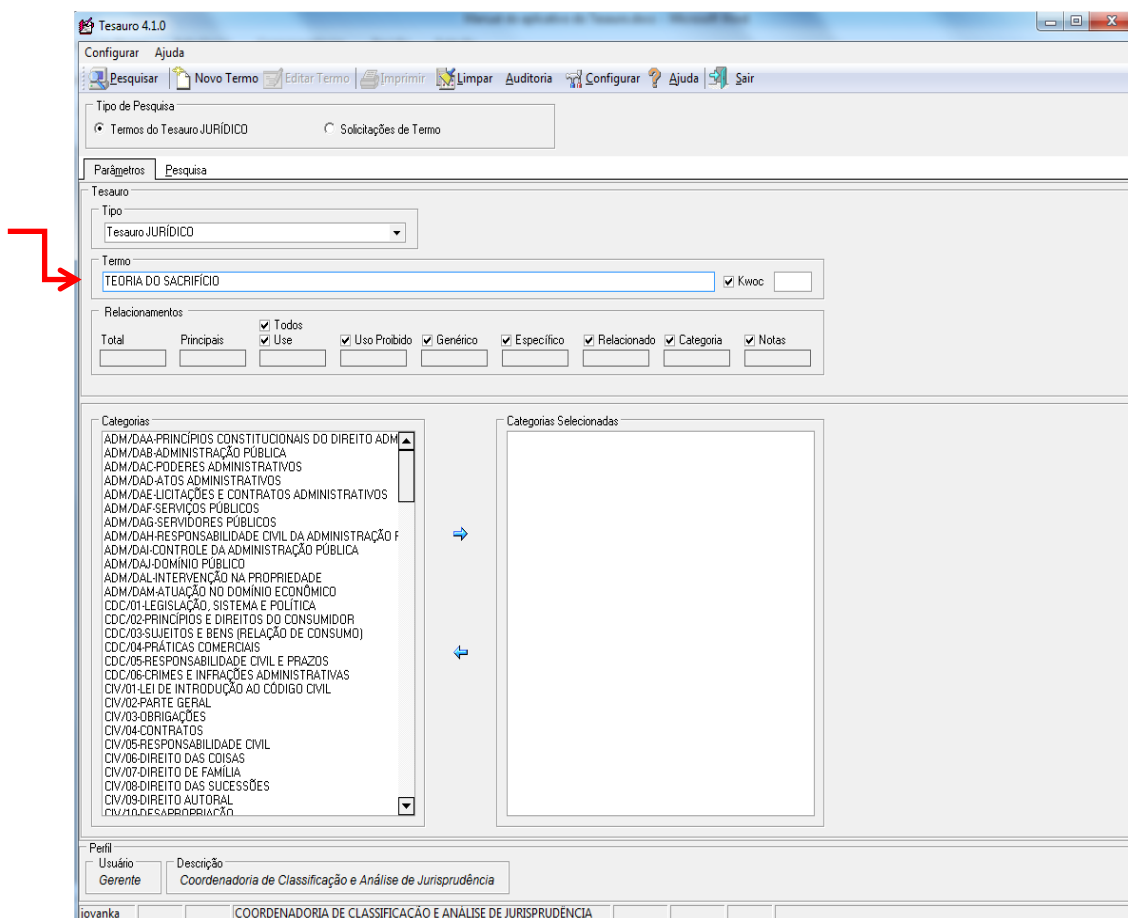 Tesauro 4.1.0
Configurar Ajuda
Pesquisar Novo Termo Editar Termo Imprimir Limpar Auditoria Configurar Ajuda Sair
Tipo de Pesquisa
Termos do Tesauro JURÍDICO Solicitações de Termo
Parâmetros Pesquisa
Tesauro
Tipo
Tesauro JURÍDICO
Termo
TEORIA DO SACRIFÍCIO Kwoc
Relacionamentos
Todos
Total Principais Use Uso Proibido Genérico Específico Relacionado Categoria Notas
Categorias Categorias Selecionadas
ADM/DAA-PRINCÍPIOS CONSTITUCIONAIS DO DIREITO ADM
ADM/DAB-ADMINISTRAÇÃO PÚBLICA
ADM/DAC-PODERES ADMINISTRATIVOS
ADM/DAD-ATOS ADMINISTRATIVOS
ADM/DAE-LICITAÇÕES E CONTRATOS ADMINISTRATIVOS
ADM/DAF-SERVIÇOS PÚBLICOS
ADM/DAG-SERVIDORES PÚBLICOS
ADM/DAH-RESPONSABILIDADE CIVIL DA ADMINISTRAÇÃO
ADM/DAI-CONTROLE DA ADMINISTRAÇÃO PÚBLICA
ADM/DAJ-DOMÍNIO PÚBLICO
ADM/DAL-INTERVENÇÃO NA PROPRIEDADE
ADM/DAM-ATUAÇÃO NO DOMÍNIO ECONÔMICO
CDC/01-LEGISLAÇÃO, SISTEMA E POLÍTICA
CDC/02-PRINCÍPIOS E DIREITOS DO CONSUMIDOR
CDC/03-SUJEITOS E BENS (RELAÇÃO DE CONSUMO)
CDC/04-PRÁTICAS COMERCIAIS
CDC/05-RESPONSABILIDADE CIVIL E PRAZOS
CDC/06-CRIMES E INFRAÇÕES ADMINISTRATIVAS
CIV/01-LEI DE INTRODUÇÃO AO CÓDIGO CIVIL
CIV/02-PARTE GERAL
CIV/03-OBRIGAÇÕES
CIV/04-CONTRATOS
CIV/05-RESPONSABILIDADE CIVIL
CIV/06-DIREITO DAS COISAS
CIV/07-DIREITO DE FAMÍLIA
CIV/08-DIREITO DAS SUCESSÕES
CIV/09-DIREITO AUTORAL
CIV/10-DESAPROPRIAÇÃO
Perfil
Usuário Descrição
Gerente Coordenadoria de Classificação e Análise de Jurisprudência
jovanka COORDENADORIA DE CLASSIFICAÇÃO E ANÁLISE DE JURISPRUDÊNCIA